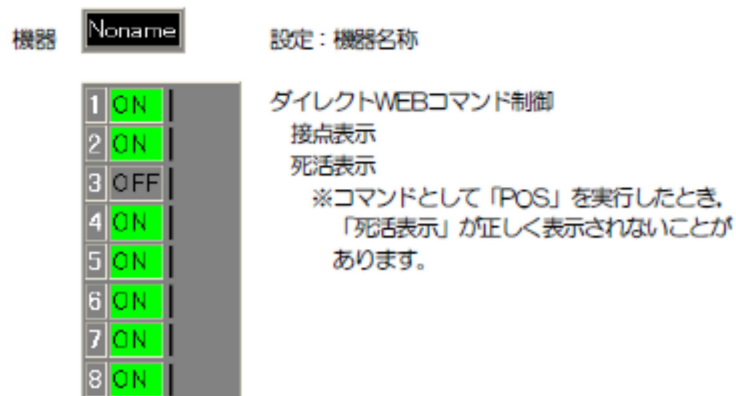 機器 Noname 設定：機器名称
1 ON ダイレクトWEBコマンド制御
2 ON 接点表示
3 OFF 死活表示
※コマンドとして「POS」を実行したとき，
4 ON 「死活表示」が正しく表示されないことが
5 ON あります。
6 ON
7 ON
8 ON